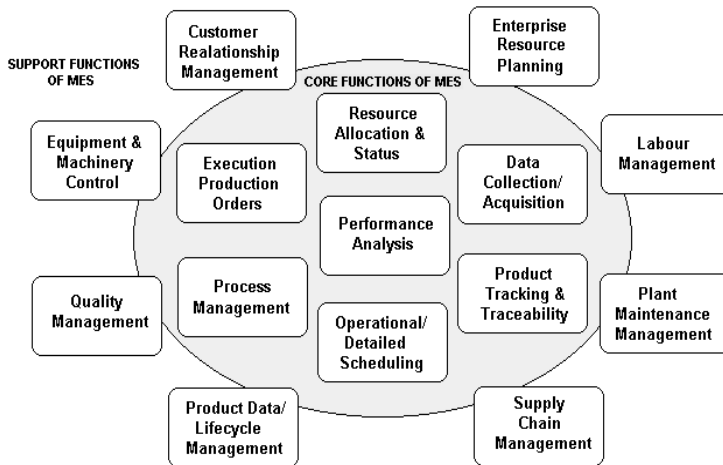 Customer
Realationship
Management
Enterprise
Resource
Planning
SUPPORT FUNCTIONS
OF MES
CORE FUNCTIONS OF MES
Resource
Allocation &
Status
Equipment &
Machinery
Control
Execution
Production
Orders
Data
Collection/
Acquisition
Labour
Management
Performance
Analysis
Quality
Management
Process
Management
Product
Tracking &
Traceability
Plant
Maintenance
Management
Operational/
Detailed
Scheduling
Product Data/
Lifecycle
Management
Supply
Chain
Management